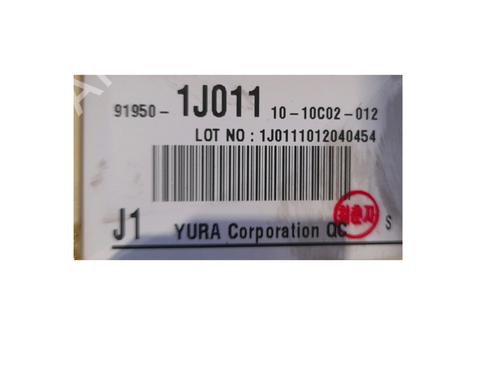 91950- 1J011 10-10C02-012
LOT NO : 1J0111012040454
J1 YURA Corporation QC S